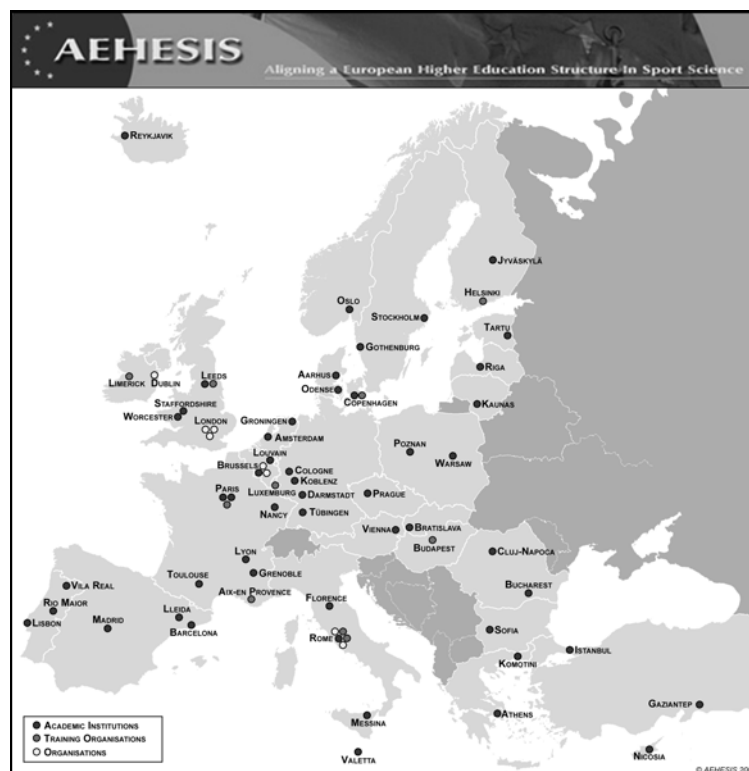 AEHESIS
Aligning a European Higher Education Structure In Sport Science
REYKJAVIK
JYVÄSKYLÄ
HELSINKI
OSLO
STOCKHOLM
TARTU
GOTHENBURG
RIGA
AARHUS
ODENSE
COPENHAGEN
KAUNAS
LIMERICK
DUBLIN
LEEDS
STAFFORDSHIRE
WORCESTER
LONDON
GRONINGEN
AMSTERDAM
POZNAN
WARSAW
LOUVAIN
BRUSSELS
COLOGNE
KOBLENZ
LUXEMBURG
DARMSTADT
PRAGUE
PARIS
NANCY
TÜBINGEN
VIENNA
BRATISLAVA
BUDAPEST
CLUJ-NAPOCA
LYON
GRENOBLE
TOULOUSE
AIX-EN PROVENCE
BUCHAREST
VILA REAL
RIO MAIOR
LISBON
MADRID
LLEIDA
BARCELONA
FLORENCE
ROME
SOFIA
KOMOTINI
ISTANBUL
GAZIANTEP
ATHENS
MESSINA
VALETTA
NICOSIA
ACADEMIC INSTITUTIONS
TRAINING ORGANISATIONS
ORGANISATIONS
© AEHESIS